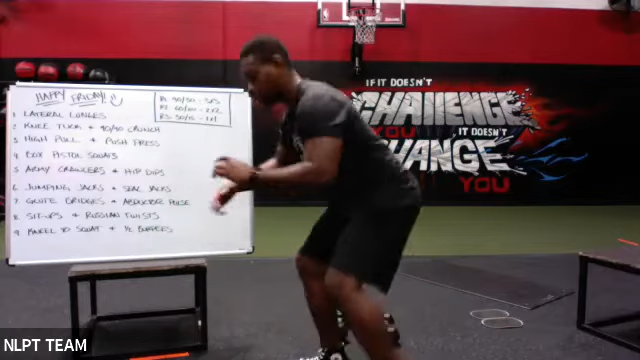 HAPPY FRIDAY!
1 LATERAL LUNGES
2 KNEE TUCK + 90/90 CRUNCH
3 HIGH PULL + PUSH PRESS
4 BOX PISTOL SQUATS
5 ARMY CRAWLERS + HIP DIPS
6 JUMPING JACKS + SEAL JACKS
7 GLUTE BRIDGES + ABDUCTOR PULSE
8 SIT-UPS + RUSSIAN TWISTS
9 KNEEL TO SQUAT + ½ BURPEES
IF IT DOESN'T
CHALLENGE
YOU IT DOESN'T
CHANGE
YOU
NLPT TEAM